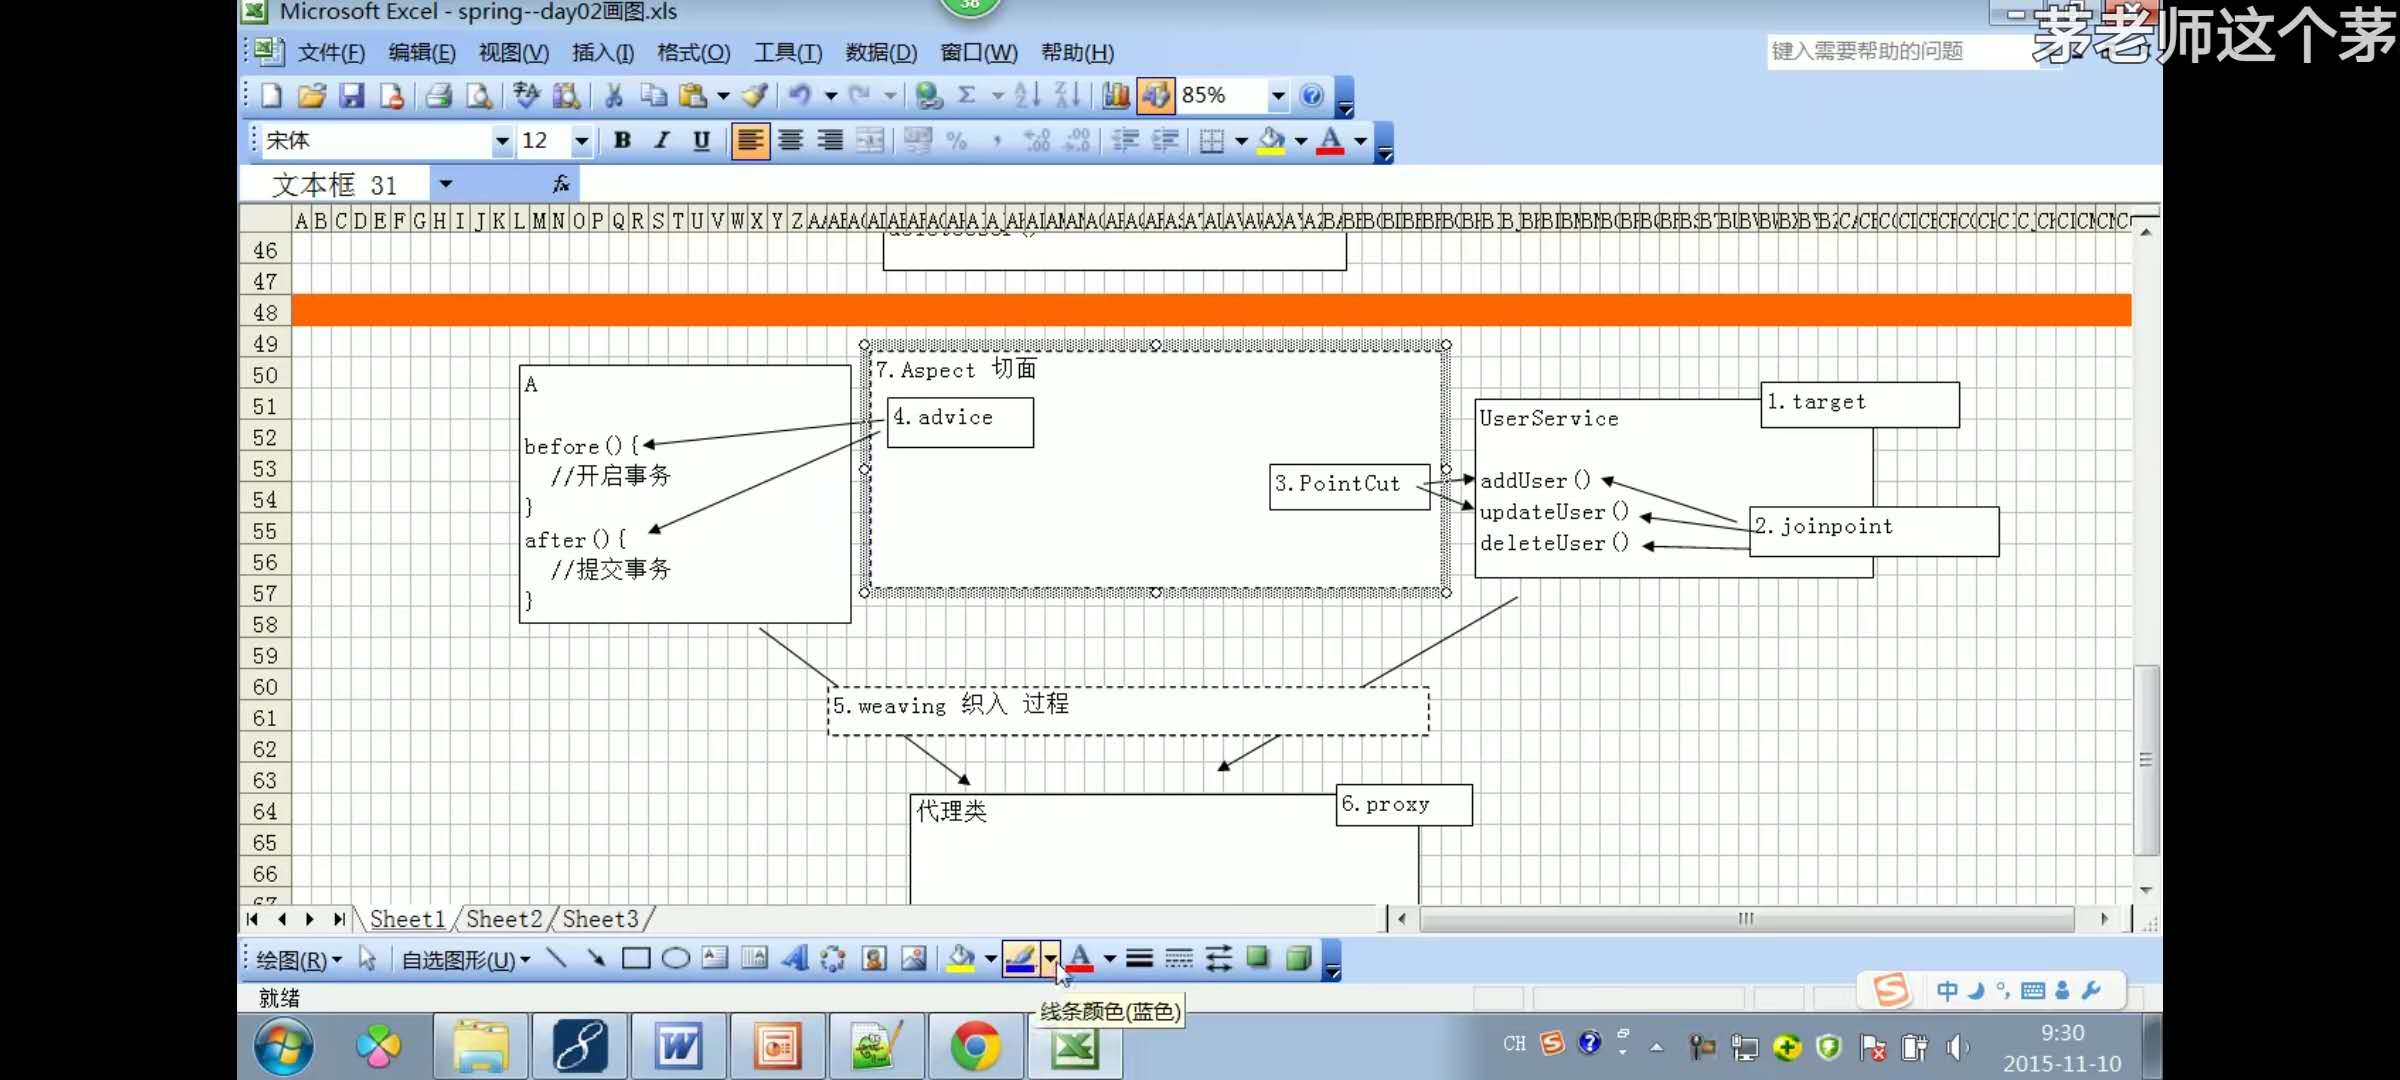 Microsoft Excel - spring--day02画图.xls
38
茅老师这个茅
文件(F) 编辑(E) 视图(V) 插入(I) 格式(O) 工具(T) 数据(D) 窗口(W) 帮助(H)
键入需要帮助的问题
85%
宋体 12 B I U
文本框 31 fx
A B C D E F G H I J K L M N O P Q R S T U V W X Y Z
46
47
48
49
50
51
52
53
54
55
56
57
58
59
60
61
62
63
64
65
66
67
A
before(){
//开启事务
}
after(){
//提交事务
}
7.Aspect 切面
4.advice
3.PointCut
1.target
UserService
addUser()
updateUser()
deleteUser()
2.joinpoint
5.weaving 织入 过程
代理类
6.proxy
Sheet1 Sheet2 Sheet3
绘图(R) 自选图形(U)
就绪
线条颜色(蓝色)
中
CH
9:30
2015-11-10